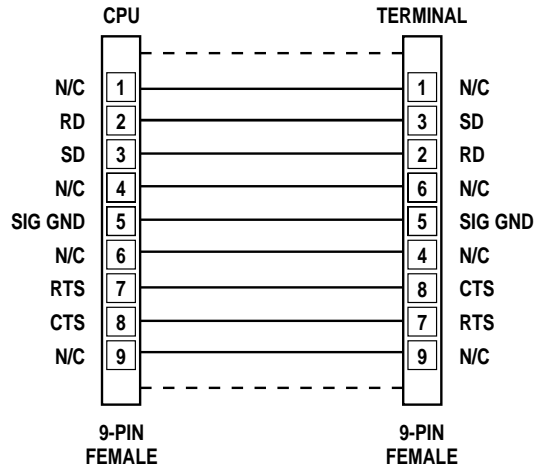 CPU TERMINAL
N/C 1 1 N/C
RD 2 3 SD
SD 3 2 RD
N/C 4 6 N/C
SIG GND 5 5 SIG GND
N/C 6 4 N/C
RTS 7 8 CTS
CTS 8 7 RTS
N/C 9 9 N/C
9-PIN 9-PIN
FEMALE FEMALE